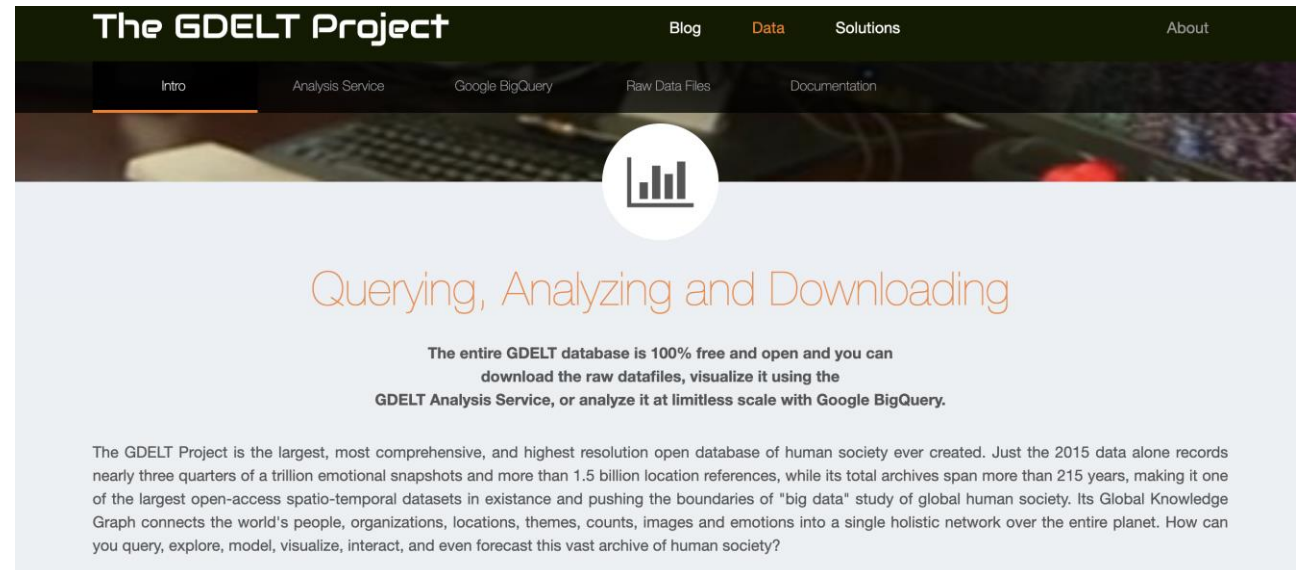 The GDELT Project
Blog Data Solutions About
Intro Analysis Service Google BigQuery Raw Data Files Documentation
Querying, Analyzing and Downloading
The entire GDELT database is 100% free and open and you can
download the raw datafiles, visualize it using the
GDELT Analysis Service, or analyze it at limitless scale with Google BigQuery.
The GDELT Project is the largest, most comprehensive, and highest resolution open database of human society ever created. Just the 2015 data alone records
nearly three quarters of a trillion emotional snapshots and more than 1.5 billion location references, while its total archives span more than 215 years, making it one
of the largest open-access spatio-temporal datasets in existance and pushing the boundaries of "big data" study of global human society. Its Global Knowledge
Graph connects the world's people, organizations, locations, themes, counts, images and emotions into a single holistic network over the entire planet. How can
you query, explore, model, visualize, interact, and even forecast this vast archive of human society?